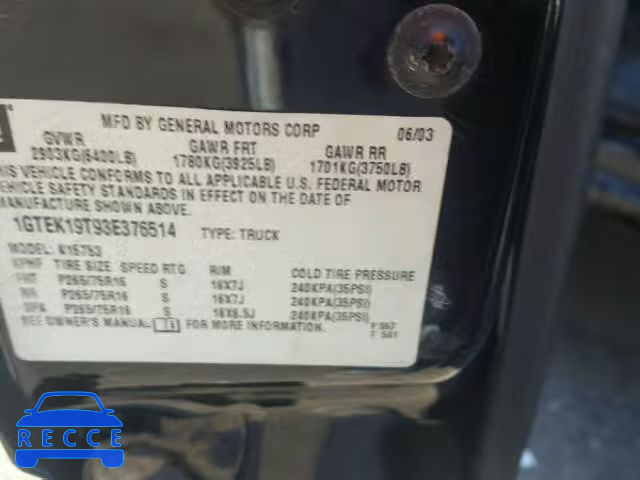 MFD BY GENERAL MOTORS CORP 06/03
GVWR GAWR FRT GAWR RR
2903KG(6400LB) 1780KG(3925LB) 1701KG(3750LB)
THIS VEHICLE CONFORMS TO ALL APPLICABLE U.S. FEDERAL MOTOR
VEHICLE SAFETY STANDARDS IN EFFECT ON THE DATE OF
MANUFACTURE SHOWN ABOVE.
1GTEK19T93E376514 TYPE: TRUCK
MODEL: K15753
TIRE SIZE SPEED RTG RIM COLD TIRE PRESSURE
FRT P265/75R16 S 16X7J 240KPA(35PSI)
RR P265/75R16 S 16X7J 240KPA(35PSI)
SPA P265/75R16 S 16X6.5J 240KPA(35PSI)
SEE OWNER'S MANUAL FOR MORE INFORMATION.
RECCE